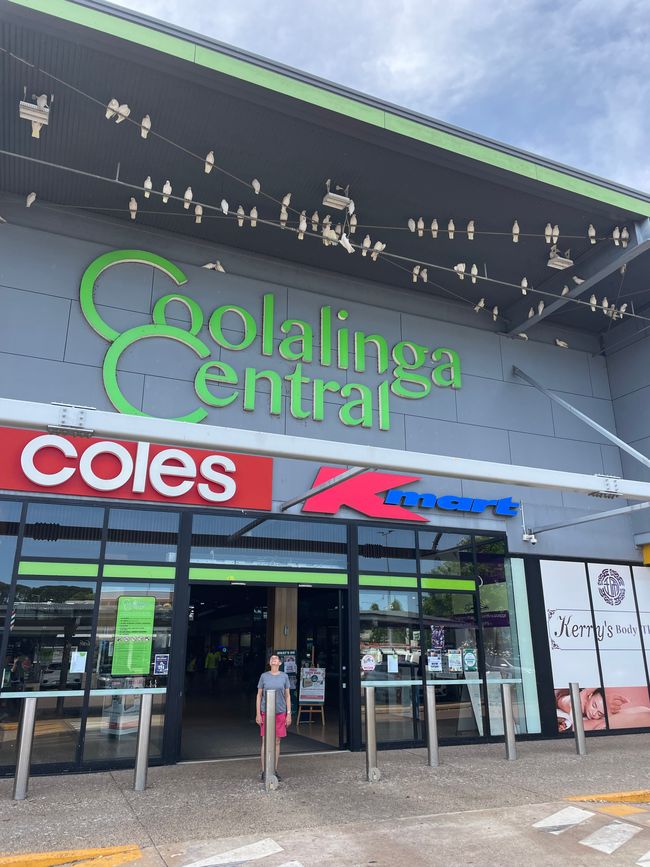 Coolalinga
Central
coles
Kmart
Kerry's Body